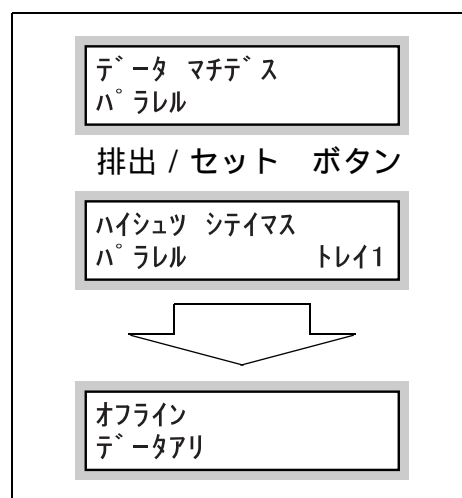 データ マチデス
パラレル
排出 / セット ボタン
ハイシュツ シテイマス
パラレル トレイ1
オフライン
データアリ